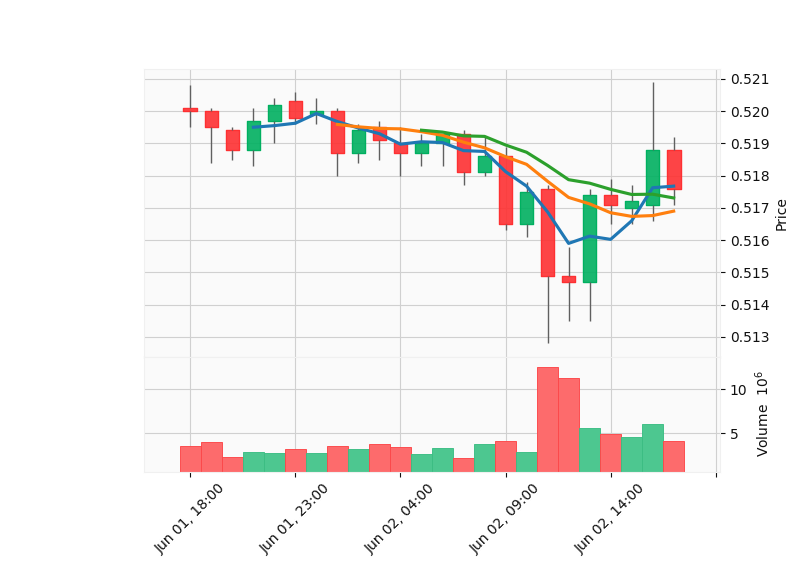 0.521
0.520
0.519
0.518
0.517
0.516
0.515
0.514
0.513
Price
10
5
Volume 10^6
Jun 01, 18:00
Jun 01, 23:00
Jun 02, 04:00
Jun 02, 09:00
Jun 02, 14:00